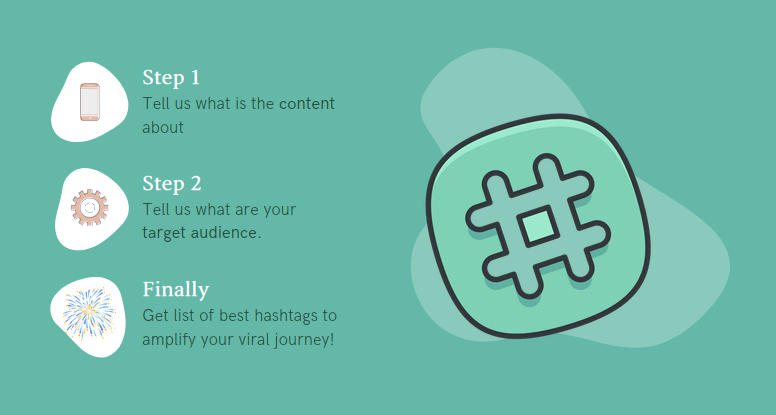 Step 1
Tell us what is the content
about
Step 2
Tell us what are your
target audience.
Finally
Get list of best hashtags to
amplify your viral journey!